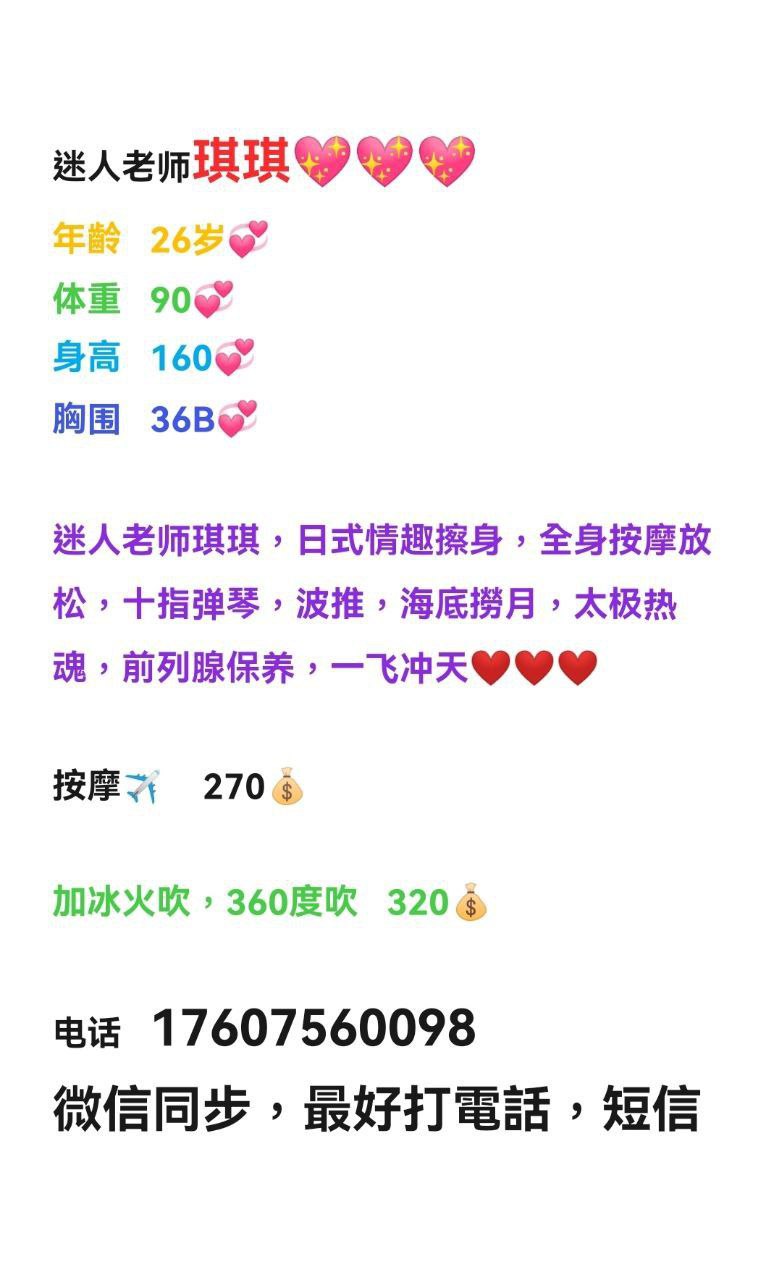 迷人老师琪琪💖💖💖
年齡 26岁💞
体重 90💞
身高 160💞
胸围 36B💞
迷人老师琪琪，日式情趣擦身，全身按摩放
松，十指弹琴，波推，海底撈月，太极热
魂，前列腺保养，一飞冲天❤️❤️❤️
按摩✈️ 270💰
加冰火吹，360度吹 320💰
电话 17607560098
微信同步，最好打電話，短信